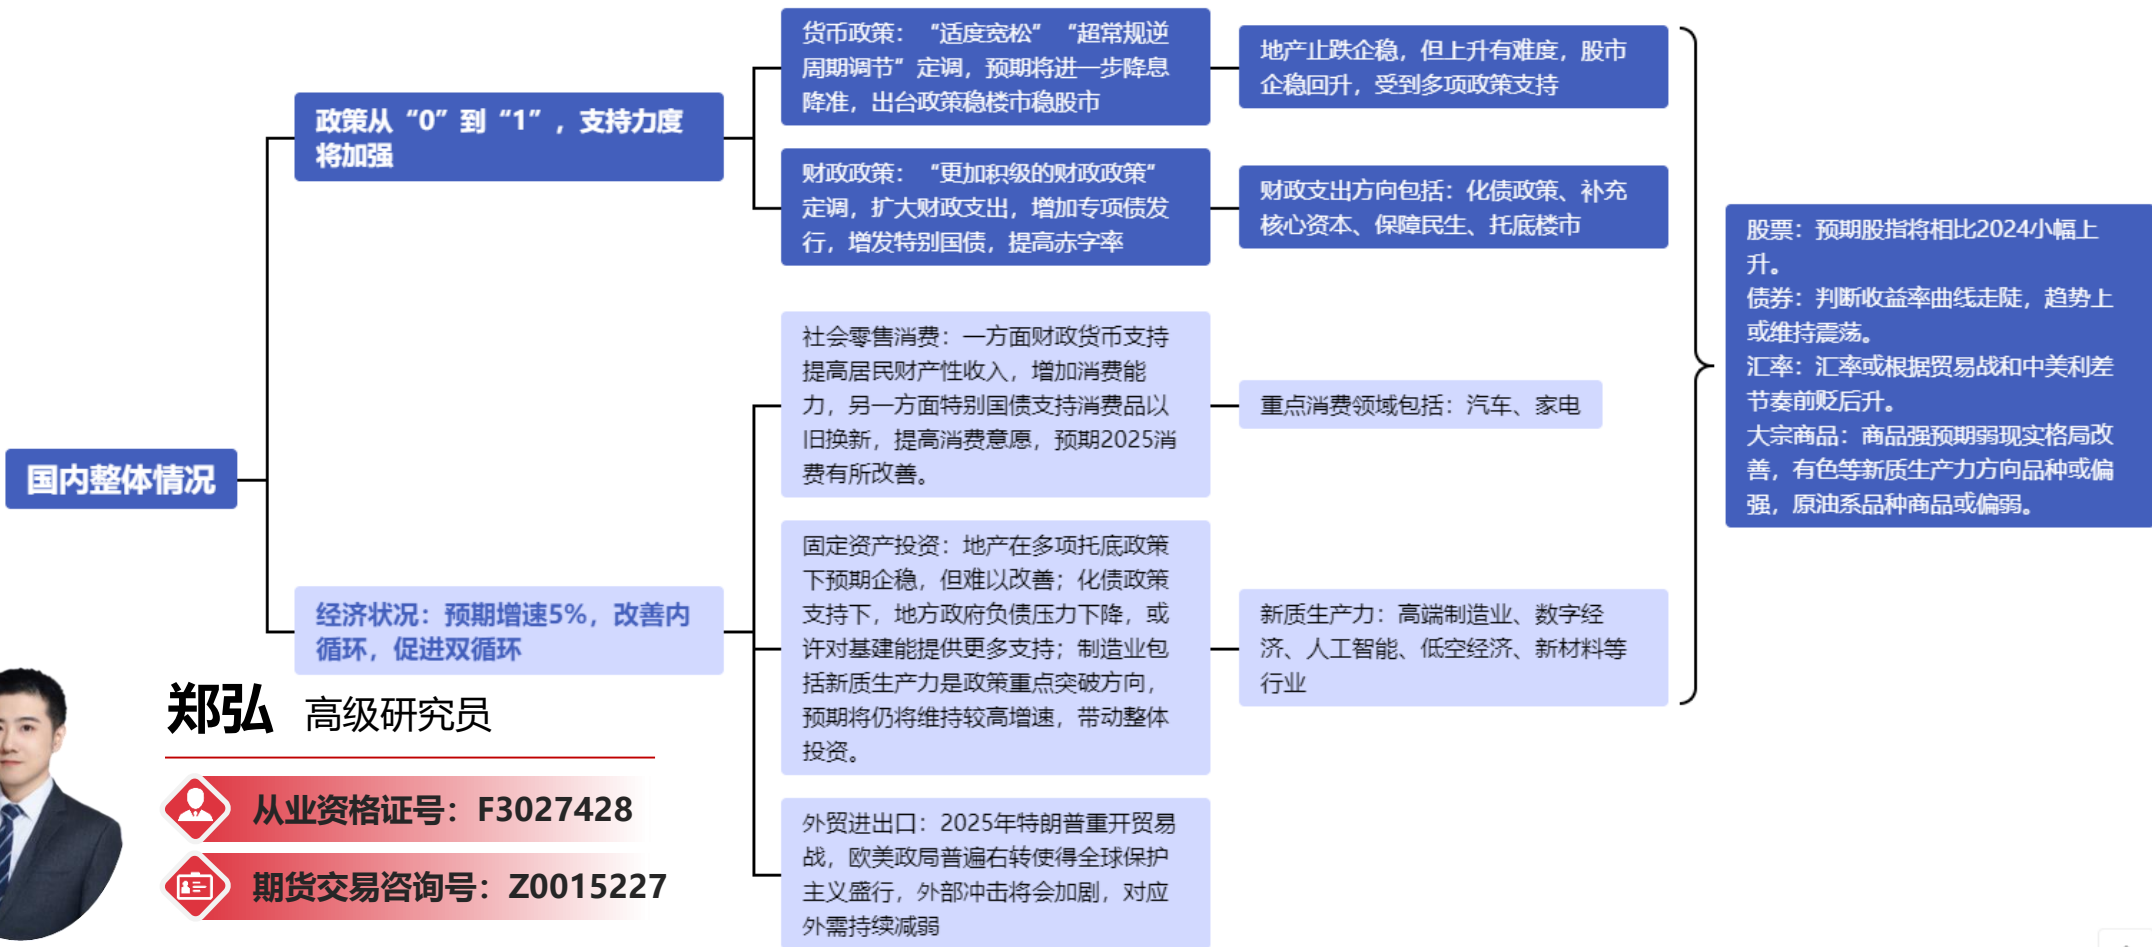 国内整体情况
政策从“0”到“1”，支持力度
将加强
货币政策：“适度宽松”“超常规逆
周期调节”定调，预期将进一步降息
降准，出台政策稳楼市稳股市
地产止跌企稳，但上升有难度，股市
企稳回升，受到多项政策支持
财政政策：“更加积级的财政政策”
定调，扩大财政支出，增加专项债发
行，增发特别国债，提高赤字率
财政支出方向包括：化债政策、补充
核心资本、保障民生、托底楼市
经济状况：预期增速5%，改善内
循环，促进双循环
社会零售消费：一方面财政货币支持
提高居民财产性收入，增加消费能
力，另一方面特别国债支持消费品以
旧换新，提高消费意愿，预期2025消
费有所改善。
重点消费领域包括：汽车、家电
固定资产投资：地产在多项托底政策
下预期企稳，但难以改善；化债政策
支持下，地方政府负债压力下降，或
许对基建能提供更多支持；制造业包
括新质生产力是政策重点突破方向，
预期将仍将维持较高增速，带动整体
投资。
新质生产力：高端制造业、数字经
济、人工智能、低空经济、新材料等
行业
外贸进出口：2025年特朗普重开贸易
战，欧美政局普遍右转使得全球保护
主义盛行，外部冲击将会加剧，对应
外需持续减弱
股票：预期股指将相比2024小幅上
升。
债券：判断收益率曲线走陡，趋势上
或维持震荡。
汇率：汇率或根据贸易战和中美利差
节奏前贬后升。
大宗商品：商品强预期弱现实格局改
善，有色等新质生产力方向品种或偏
强，原油系品种商品或偏弱。
郑弘 高级研究员
从业资格证号：F3027428
期货交易咨询号：Z0015227